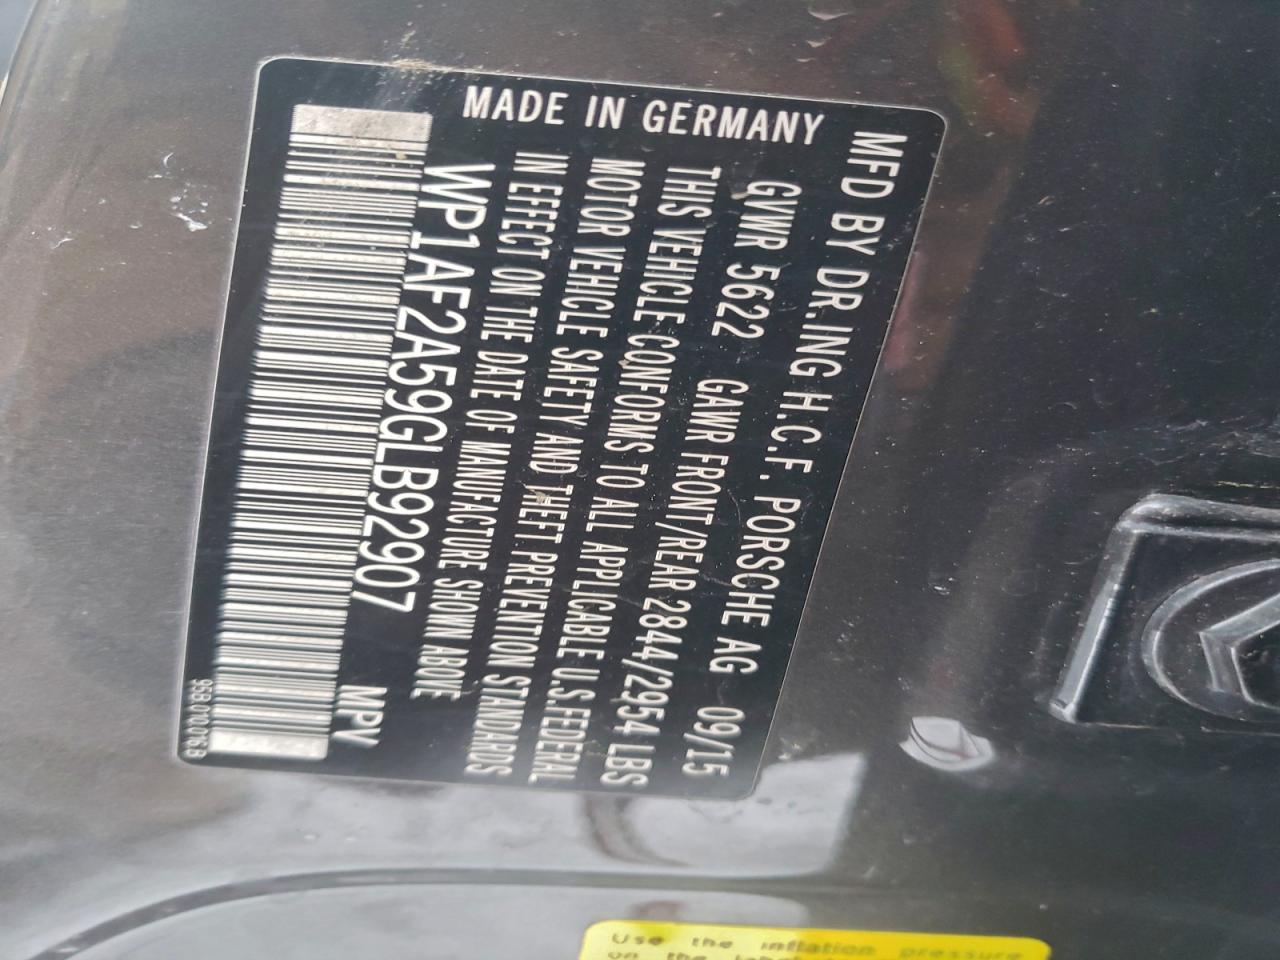 MFD BY DR.ING H.C.F. PORSCHE AG 09/15
GVWR 5622 GAWR FRONT/REAR 2844/2954 LBS
THIS VEHICLE CONFORMS TO ALL APPLICABLE U.S.FEDERAL
MOTOR VEHICLE SAFETY AND THEFT PREVENTION STANDARDS
IN EFFECT ON THE DATE OF MANUFACTURE SHOWN ABOVE
WP1AF2A59GLB92907 MPV
MADE IN GERMANY
Use the inflation pressure
on the